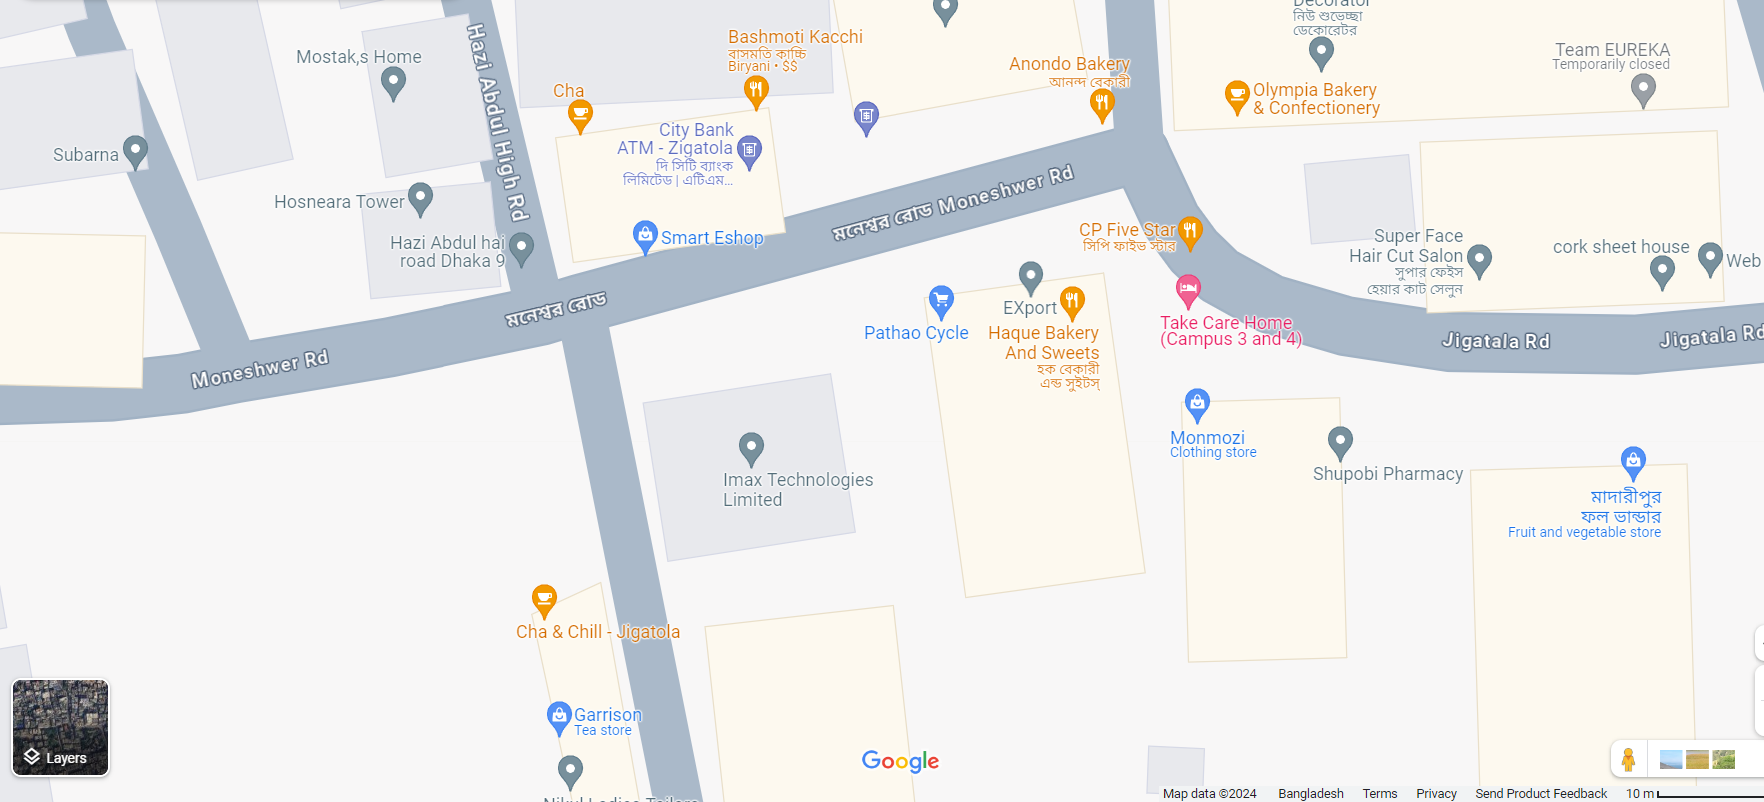 Decorator
নিউ শুভেচ্ছা
ডেকোরেটর
Mostak,s Home
Hazi Abdul High Rd
Bashmoti Kacchi
বাসমতি কাচ্চি
Biryani • $$
Anondo Bakery
আনন্দ বেকারী
Team EUREKA
Temporarily closed
Cha
Olympia Bakery
& Confectionery
City Bank
ATM - Zigatola
দি সিটি ব্যাংক
লিমিটেড | এটিএম...
Subarna
Hosneara Tower
মনেশ্বর রোড Moneshwer Rd
Hazi Abdul hai
road Dhaka 9
Smart Eshop
CP Five Star
সিপি ফাইভ স্টার
Super Face
Hair Cut Salon
সুপার ফেইস
হেয়ার কাট সেলুন
cork sheet house
Web
মনেশ্বর রোড
EXport
Pathao Cycle
Haque Bakery
And Sweets
হক বেকারী
এন্ড সুইটস্
Take Care Home
(Campus 3 and 4)
Jigatala Rd
Jigatala Rd
Moneshwer Rd
Monmozi
Clothing store
Shupobi Pharmacy
Imax Technologies
Limited
মাদারীপুর
ফল ভান্ডার
Fruit and vegetable store
Cha & Chill - Jigatola
Garrison
Tea store
Nikul Ladies Tailors
Layers
Google
Map data ©2024 Bangladesh Terms Privacy Send Product Feedback 10 m